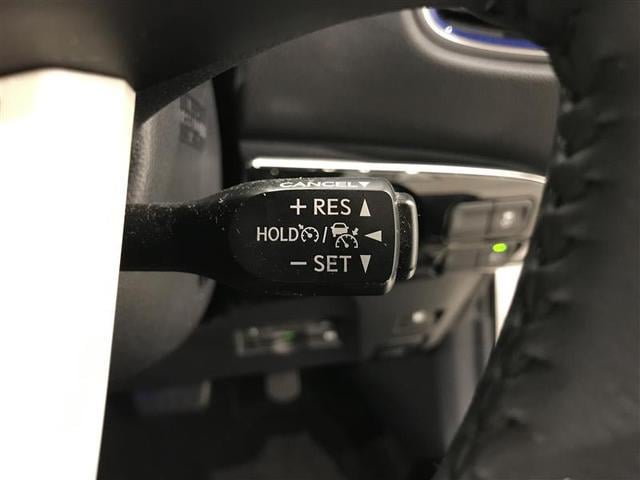 CANCEL
+ RES ▲
HOLD / ◀
− SET ▼